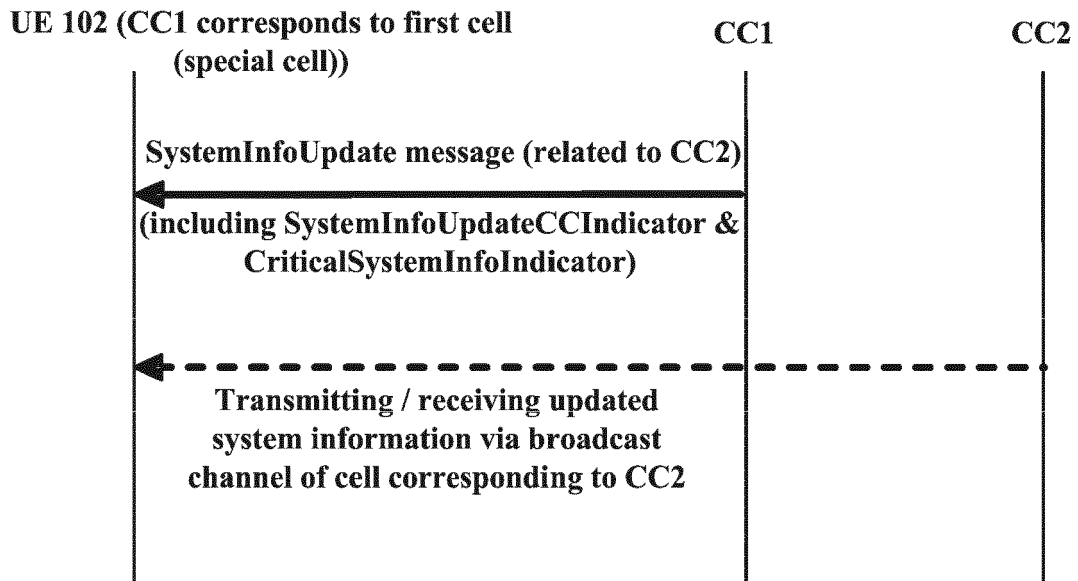 UE 102 (CC1 corresponds to first cell
(special cell))
CC1
CC2
SystemInfoUpdate message (related to CC2)
(including SystemInfoUpdateCCIndicator &
CriticalSystemInfoIndicator)
Transmitting / receiving updated
system information via broadcast
channel of cell corresponding to CC2